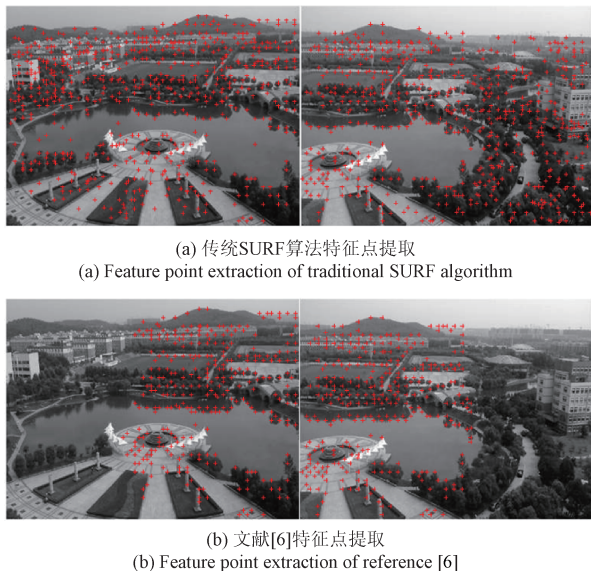 (a) 传统SURF算法特征点提取
(a) Feature point extraction of traditional SURF algorithm
(b) 文献[6]特征点提取
(b) Feature point extraction of reference [6]